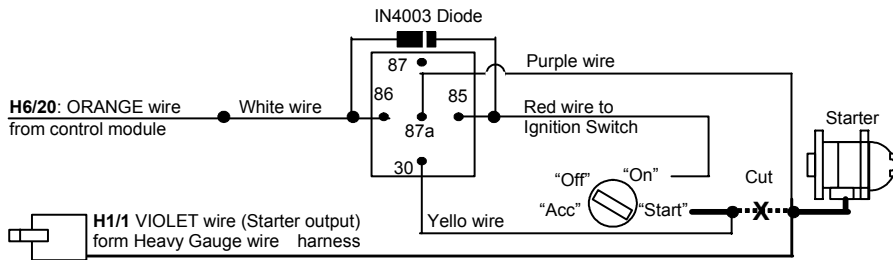 IN4003 Diode
87
Purple wire
86
85
H6/20: ORANGE wire
from control module
White wire
87a
Red wire to
Ignition Switch
Starter
30
“Off”
“On”
Cut
“Acc”
“Start”
X
H1/1 VIOLET wire (Starter output)
form Heavy Gauge wire harness
Yello wire